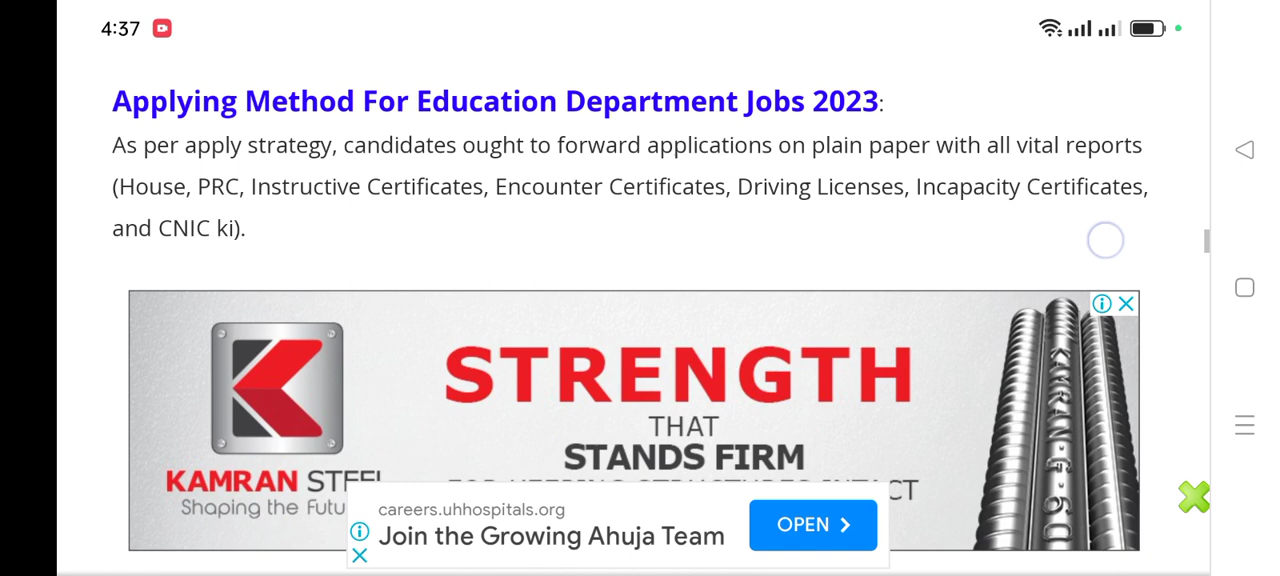 4:37
Applying Method For Education Department Jobs 2023:
As per apply strategy, candidates ought to forward applications on plain paper with all vital reports
(House, PRC, Instructive Certificates, Encounter Certificates, Driving Licenses, Incapacity Certificates,
and CNIC ki).
STRENGTH
THAT
STANDS FIRM
KAMRAN STEEL
Shaping the Futu
careers.uhhospitals.org
Join the Growing Ahuja Team
OPEN